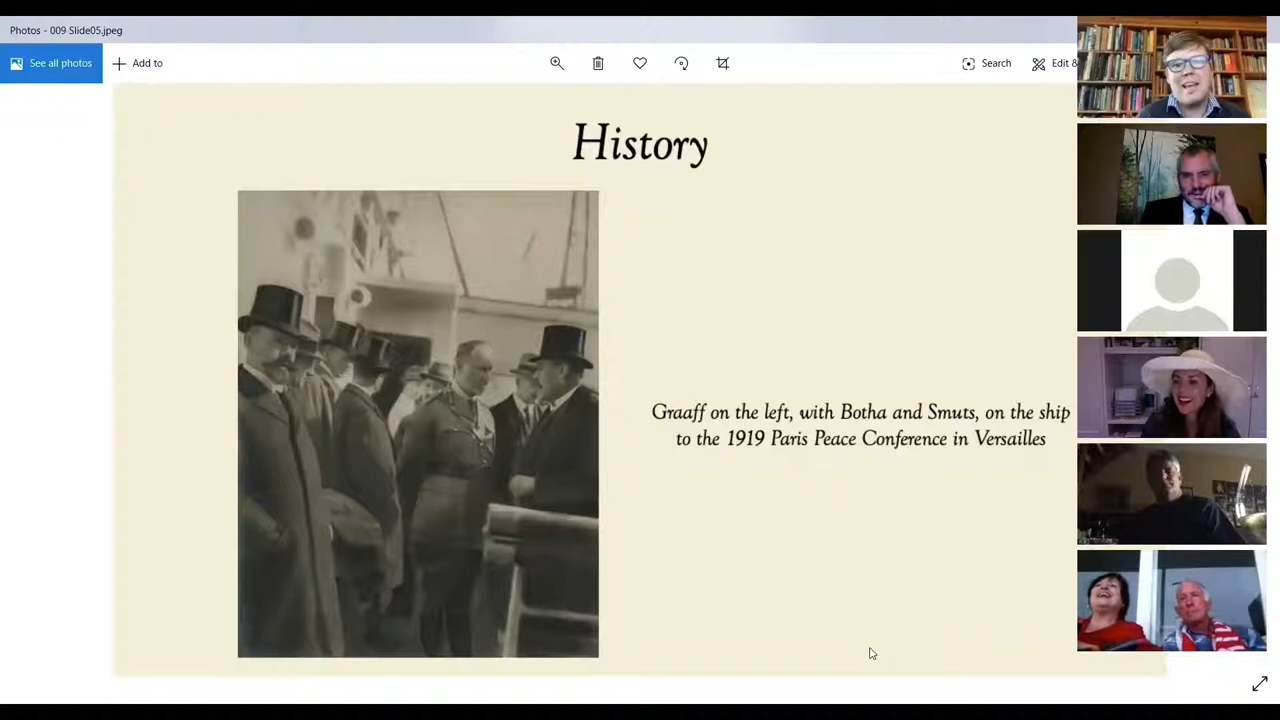 Photos - 009 Slide05.jpeg
See all photos
Add to
Search
Edit &
History
Graaff on the left, with Botha and Smuts, on the ship
to the 1919 Paris Peace Conference in Versailles